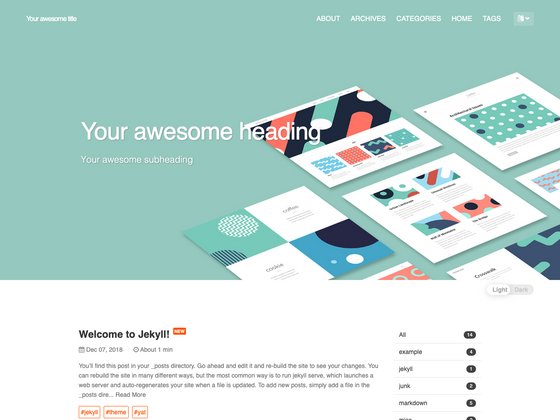 Your awesome title
ABOUT ARCHIVES CATEGORIES HOME TAGS
Your awesome heading
Your awesome subheading
coffee
cookie
Crosswalk
Light Dark
Welcome to Jekyll! NEW
Dec 07, 2018 About 1 min
You'll find this post in your _posts directory. Go ahead and edit it and re-build the site to see your changes. You
can rebuild the site in many different ways, but the most common way is to run jekyll serve, which launches a
web server and auto-regenerates your site when a file is updated. To add new posts, simply add a file in the
_posts dire... Read More
#jekyll #theme #yat
All 14
example 4
jekyll 1
junk 2
markdown 5